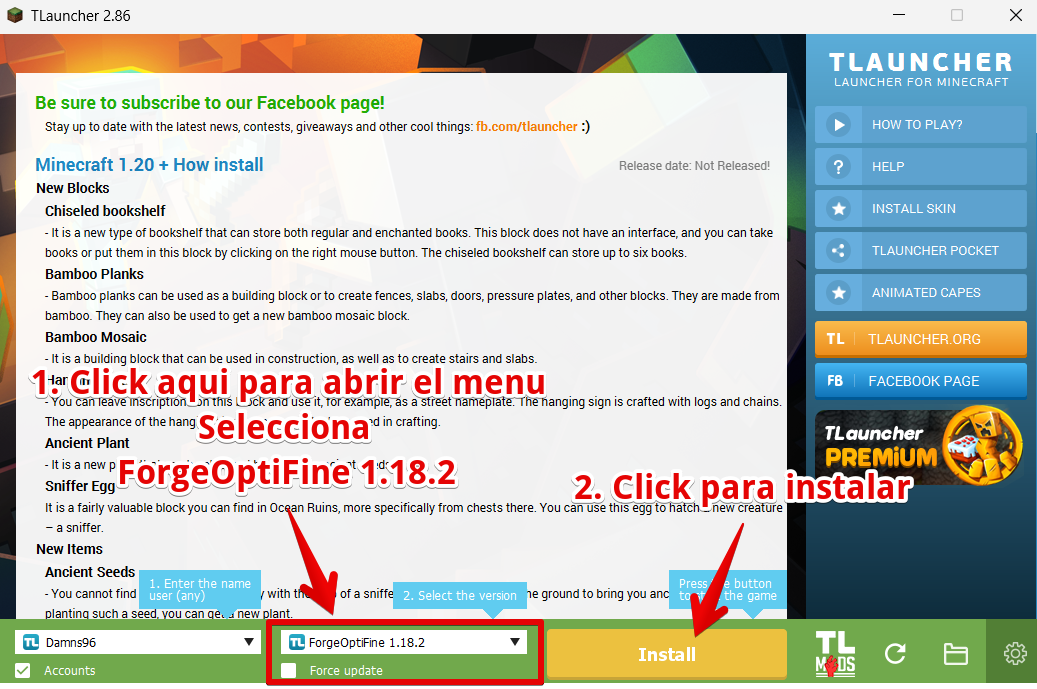 TLauncher 2.86
Be sure to subscribe to our Facebook page!
Stay up to date with the latest news, contests, giveaways and other cool things: fb.com/tlauncher :)
Minecraft 1.20 + How install
Release date: Not Released!
New Blocks
Chiseled bookshelf
- It is a new type of bookshelf that can store both regular and enchanted books. This block does not have an interface, and you can take
books or put them in this block by clicking on the right mouse button. The chiseled bookshelf can store up to six books.
Bamboo Planks
- Bamboo planks can be used as a building block or to create fences, slabs, doors, pressure plates, and other blocks. They are made from
bamboo. They can also be used to get a new bamboo mosaic block.
Bamboo Mosaic
- It is a building block that can be used in construction, as well as to create stairs and slabs.
1. Click aqui para abrir el menu
- You can leave inscriptions on this block and use it, for example, as a street nameplate. The hanging sign is crafted with logs and chains.
The appearance of the hang
ed in crafting.
Selecciona
Ancient Plant
- It is a new p
ForgeOptiFine 1.18.2
Sniffer Egg
2. Click para instalar
It is a fairly valuable block you can find in Ocean Ruins, more specifically from chests there. You can use this egg to hatch a new creature
– a sniffer.
New Items
Ancient Seeds
- You cannot find
y with the
of a sniffe
ne ground to bring you anc
planting such a seed, you can get a new plant.
1. Enter the name
user (any)
2. Select the version
Press the button
to
the game
Damns96
ForgeOptiFine 1.18.2
Install
Accounts
Force update
TL
MODS
TLAUNCHER
LAUNCHER FOR MINECRAFT
HOW TO PLAY?
? HELP
INSTALL SKIN
TLAUNCHER POCKET
ANIMATED CAPES
TL TLAUNCHER.ORG
FB FACEBOOK PAGE
TLauncher
PREMIUM